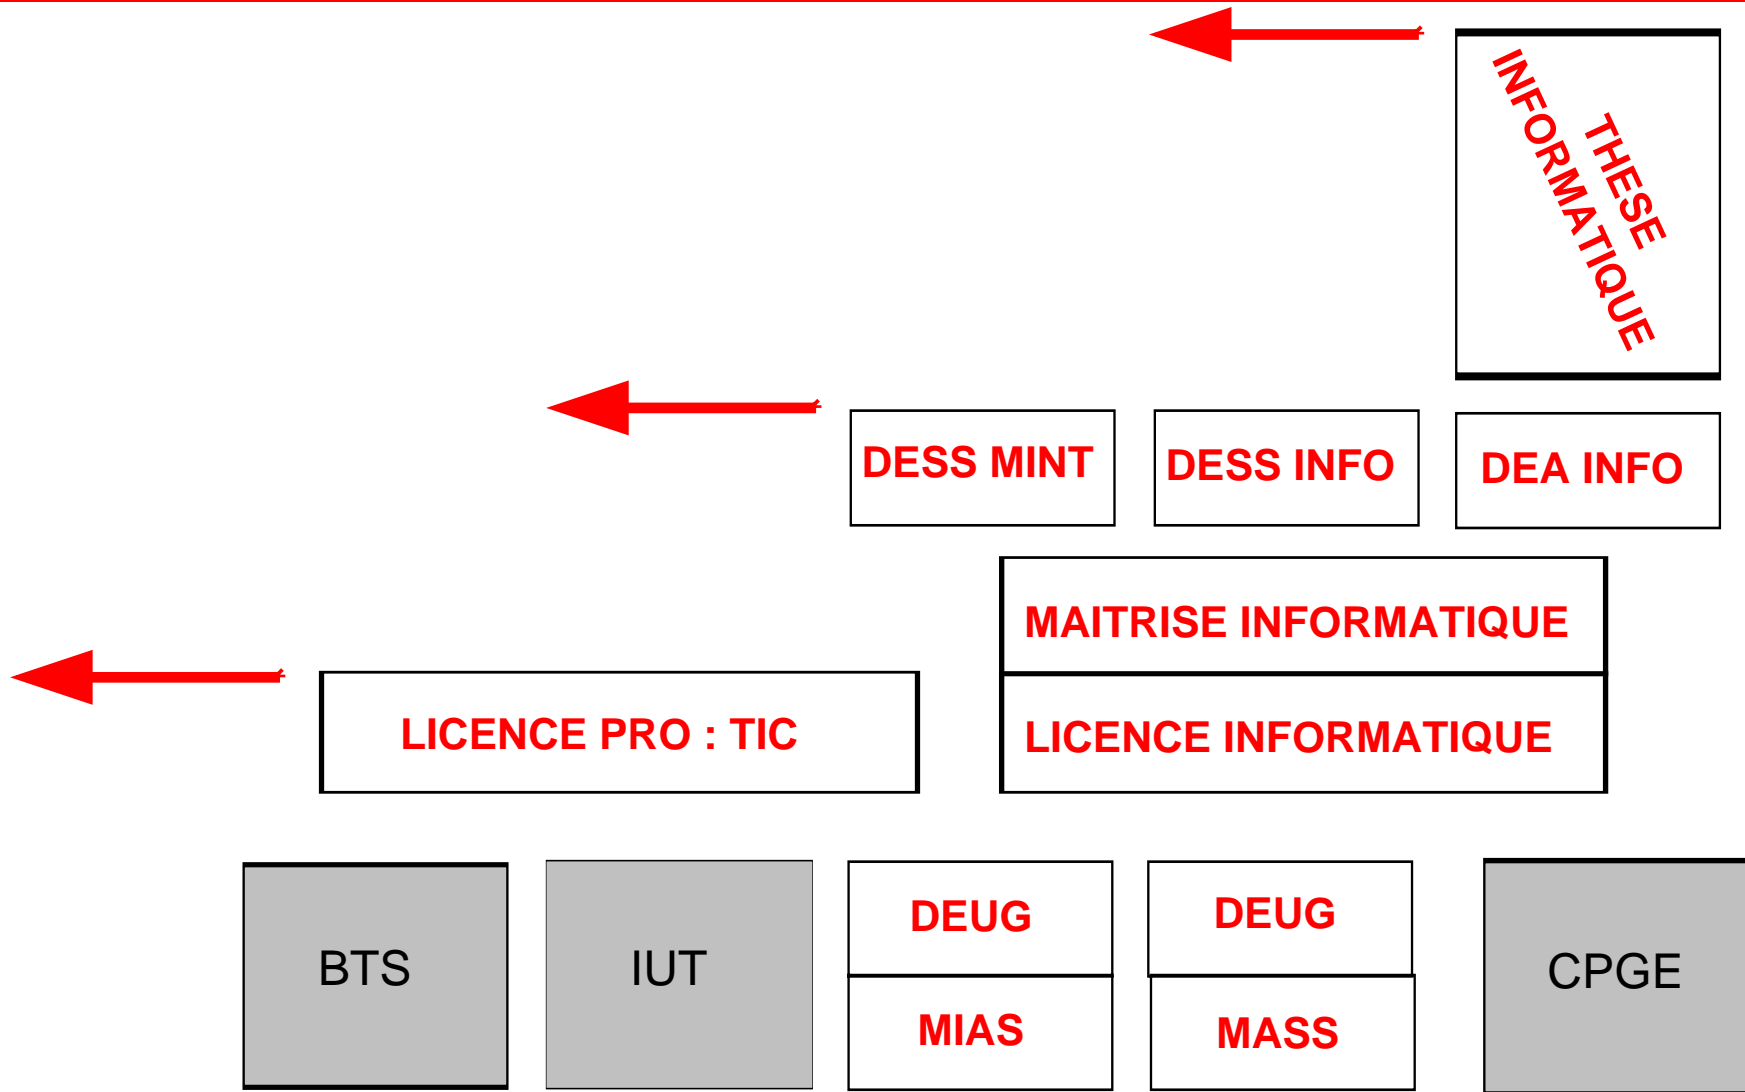 THESE
INFORMATIQUE
DESS MINT
DESS INFO
DEA INFO
MAITRISE INFORMATIQUE
LICENCE PRO : TIC
LICENCE INFORMATIQUE
BTS
IUT
DEUG
MIAS
DEUG
MASS
CPGE